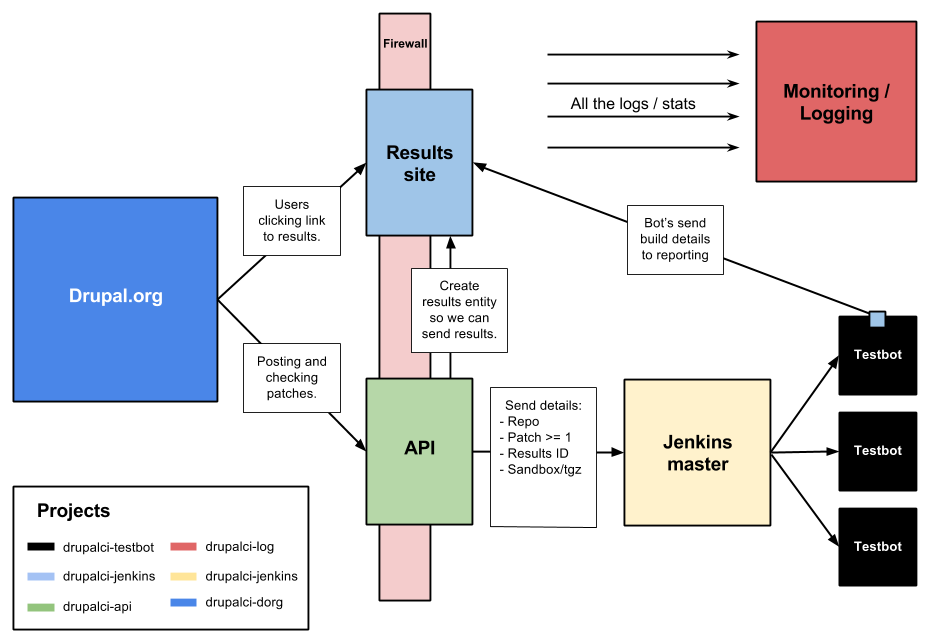 Firewall
Monitoring /
Logging
All the logs / stats
Results
site
Users
clicking link
to results.
Bot's send
build details
to reporting
Drupal.org
Create
results entity
so we can
send results.
Posting and
checking
patches.
API
Send details:
- Repo
- Patch >= 1
- Results ID
- Sandbox/tgz
Jenkins
master
Testbot
Testbot
Testbot
Projects
drupalci-testbot
drupalci-log
drupalci-jenkins
drupalci-jenkins
drupalci-api
drupalci-dorg